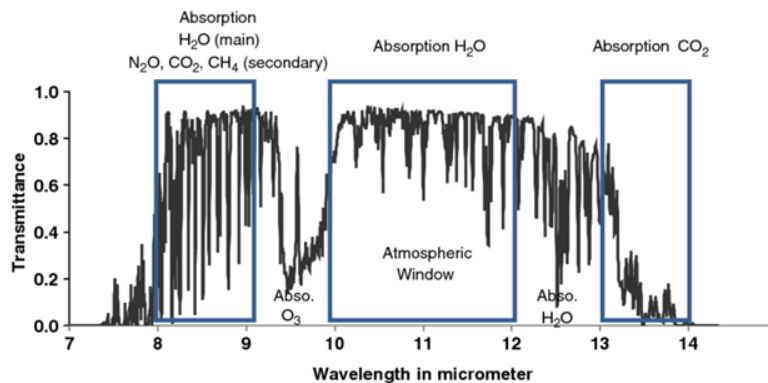 Absorption
H₂O (main)
N₂O, CO₂, CH₄ (secondary)
Absorption H₂O
Absorption CO₂
1.0
0.8
0.6
0.4
0.2
0.0
Transmittance
Atmospheric
Window
Abso.
O₃
Abso.
H₂O
7 8 9 10 11 12 13 14
Wavelength in micrometer